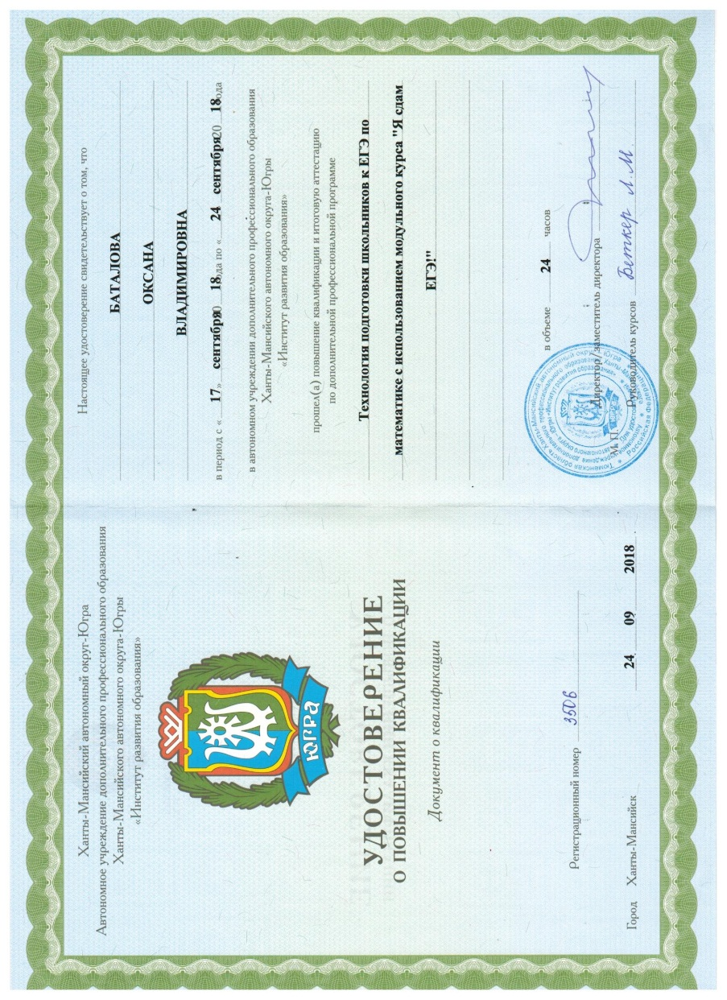 Ханты-Мансийский автономный округ-Югра
Автономное учреждение дополнительного профессионального образования
Ханты-Мансийского автономного округа-Югры
«Институт развития образования»
ЮГРА
УДОСТОВЕРЕНИЕ
О ПОВЫШЕНИИ КВАЛИФИКАЦИИ
Документ о квалификации
Регистрационный номер 3506
Город Ханты-Мансийск 24 09 2018
Настоящее удостоверение свидетельствует о том, что
БАТАЛОВА
ОКСАНА
ВЛАДИМИРОВНА
в период с « 17 » сентября 20 18 года по « 24 сентября 20 18 года
в автономном учреждении дополнительного профессионального образования
Ханты-Мансийского автономного округа-Югры
«Институт развития образования»
прошел(а) повышение квалификации и итоговую аттестацию
по дополнительной профессиональной программе
Технология подготовки школьников к ЕГЭ по
математике с использованием модульного курса "Я сдам
ЕГЭ!"
в объеме 24 часов
Директор/заместитель директора
М. П.
Руководитель курсов Беткер Л.М.